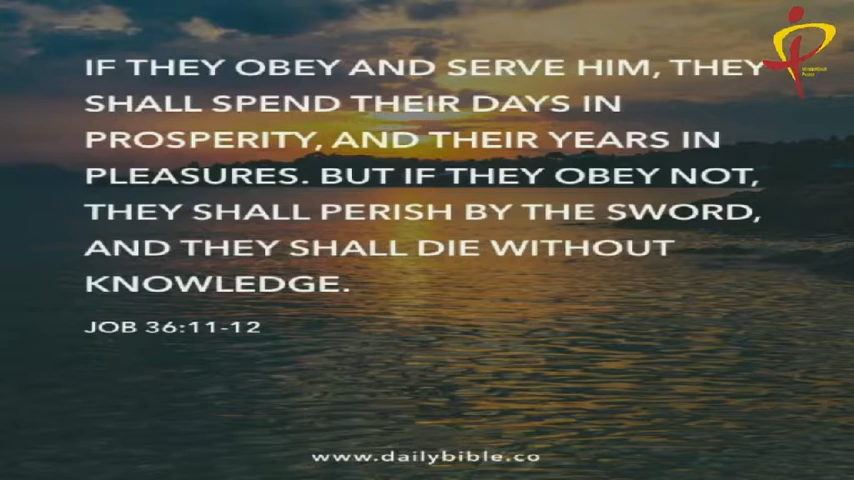 IF THEY OBEY AND SERVE HIM, THEY
SHALL SPEND THEIR DAYS IN
PROSPERITY, AND THEIR YEARS IN
PLEASURES. BUT IF THEY OBEY NOT,
THEY SHALL PERISH BY THE SWORD,
AND THEY SHALL DIE WITHOUT
KNOWLEDGE.
JOB 36:11-12
www.dailybible.co